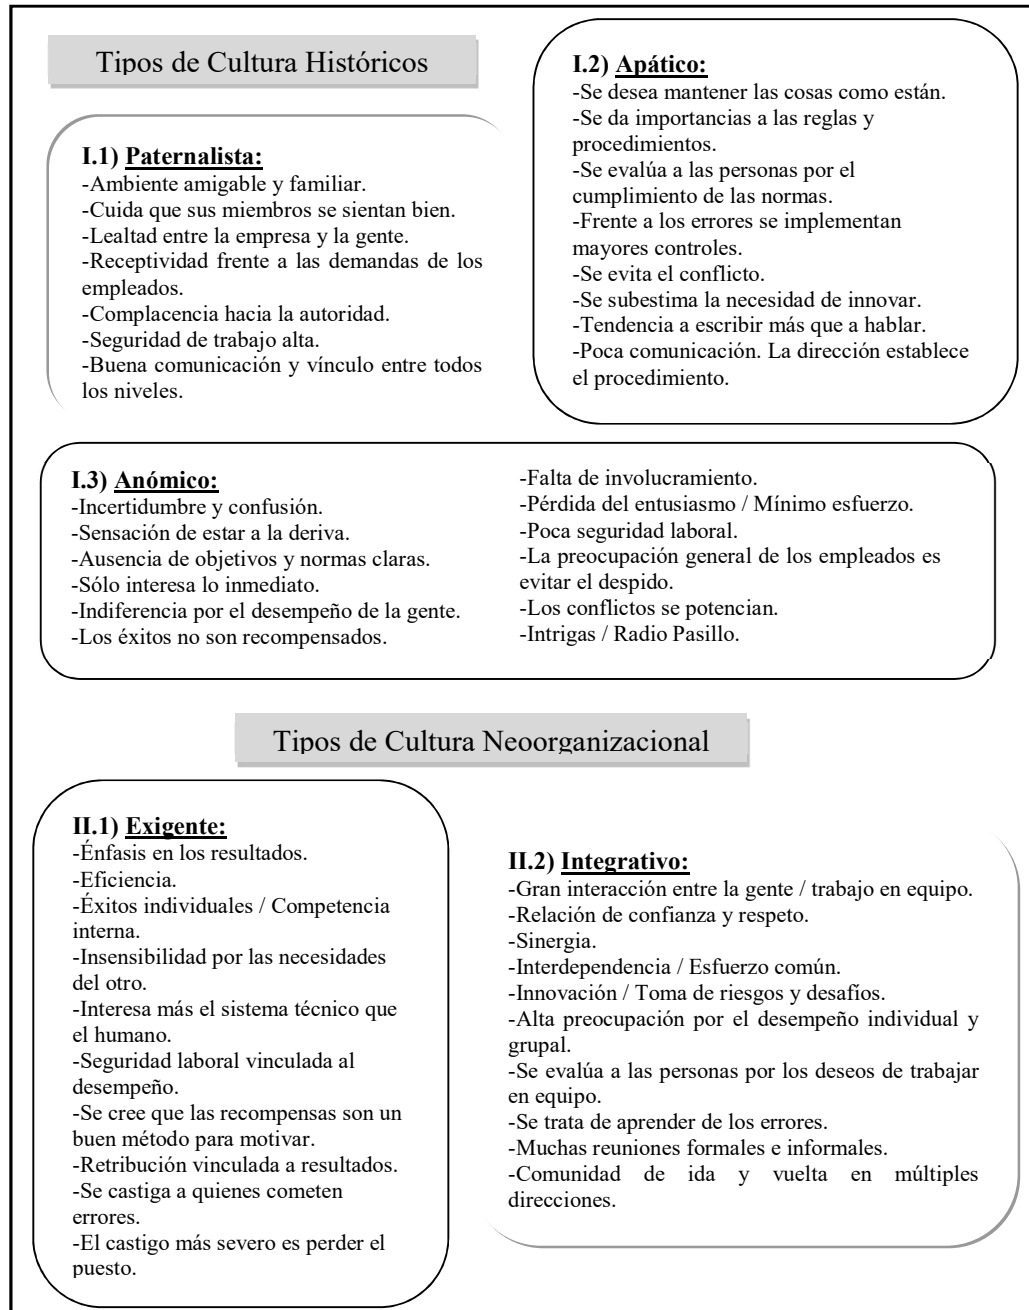 Tipos de Cultura Históricos
I.1) Paternalista:
-Ambiente amigable y familiar.
-Cuida que sus miembros se sientan bien.
-Lealtad entre la empresa y la gente.
-Receptividad frente a las demandas de los
empleados.
-Complacencia hacia la autoridad.
-Seguridad de trabajo alta.
-Buena comunicación y vínculo entre todos
los niveles.
I.2) Apático:
-Se desea mantener las cosas como están.
-Se da importancias a las reglas y
procedimientos.
-Se evalúa a las personas por el
cumplimiento de las normas.
-Frente a los errores se implementan
mayores controles.
-Se evita el conflicto.
-Se subestima la necesidad de innovar.
-Tendencia a escribir más que a hablar.
-Poca comunicación. La dirección establece
el procedimiento.
I.3) Anómico:
-Incertidumbre y confusión.
-Sensación de estar a la deriva.
-Ausencia de objetivos y normas claras.
-Sólo interesa lo inmediato.
-Indiferencia por el desempeño de la gente.
-Los éxitos no son recompensados.
-Falta de involucramiento.
-Pérdida del entusiasmo / Mínimo esfuerzo.
-Poca seguridad laboral.
-La preocupación general de los empleados es
evitar el despido.
-Los conflictos se potencian.
-Intrigas / Radio Pasillo.
Tipos de Cultura Neoorganizacional
II.1) Exigente:
-Énfasis en los resultados.
-Eficiencia.
-Éxitos individuales / Competencia
interna.
-Insensibilidad por las necesidades
del otro.
-Interesa más el sistema técnico que
el humano.
-Seguridad laboral vinculada al
desempeño.
-Se cree que las recompensas son un
buen método para motivar.
-Retribución vinculada a resultados.
-Se castiga a quienes cometen
errores.
-El castigo más severo es perder el
puesto.
II.2) Integrativo:
-Gran interacción entre la gente / trabajo en equipo.
-Relación de confianza y respeto.
-Sinergia.
-Interdependencia / Esfuerzo común.
-Innovación / Toma de riesgos y desafíos.
-Alta preocupación por el desempeño individual y
grupal.
-Se evalúa a las personas por los deseos de trabajar
en equipo.
-Se trata de aprender de los errores.
-Muchas reuniones formales e informales.
-Comunidad de ida y vuelta en múltiples
direcciones.